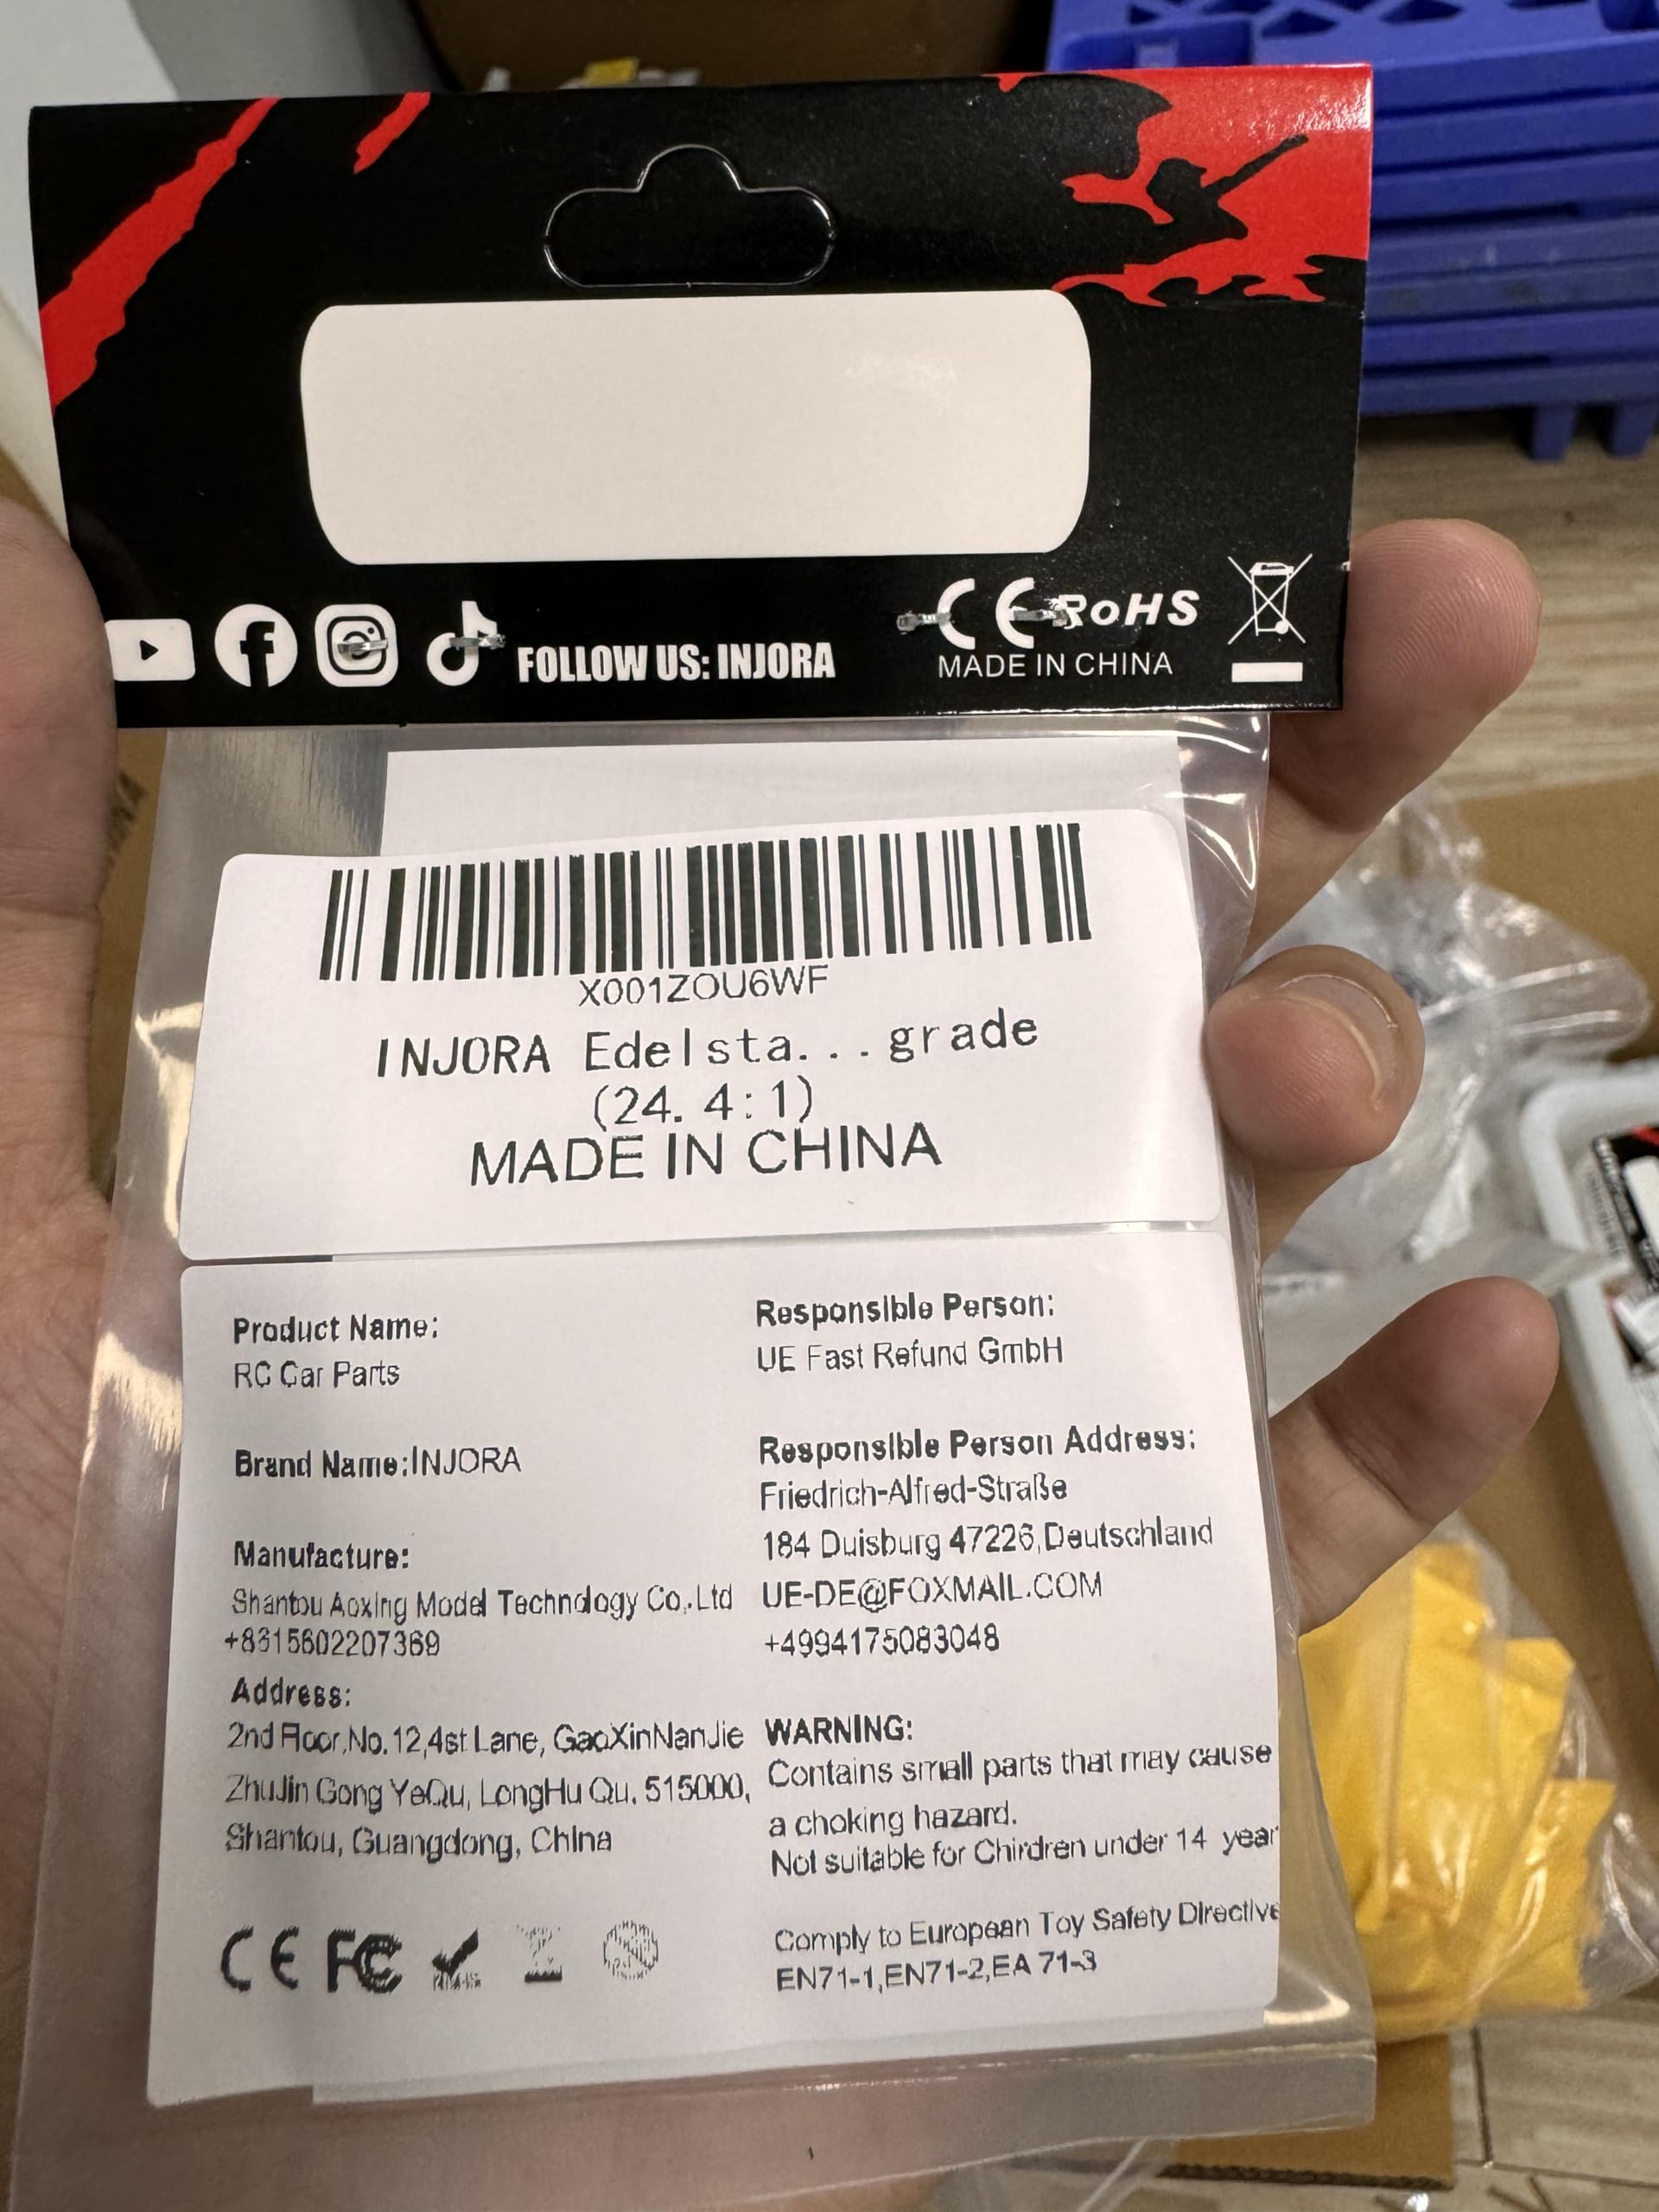 FOLLOW US: INJORA
CE RoHS
MADE IN CHINA
X001ZOU6WF
INJORA Edelsta...grade
(24.4:1)
MADE IN CHINA
Product Name:
RC Car Parts
Brand Name:INJORA
Manufacture:
Shantou Aoxing Model Technology Co,.Ltd
+8615602207369
Address:
2nd Floor,No.12,4st Lane, GaoXinNanJie
ZhuJin Gong YeQu, LongHu Qu, 515000,
Shantou, Guangdong, China
CE FC
Responsible Person:
UE Fast Refund GmbH
Responsible Person Address:
Friedrich-Alfred-Straße
184 Duisburg 47226,Deutschland
UE-DE@FOXMAIL.COM
+4994175083048
WARNING:
Contains small parts that may cause
a choking hazard.
Not suitable for Chirdren under 14 year
Comply to European Toy Safety Directive
EN71-1,EN71-2,EA 71-3